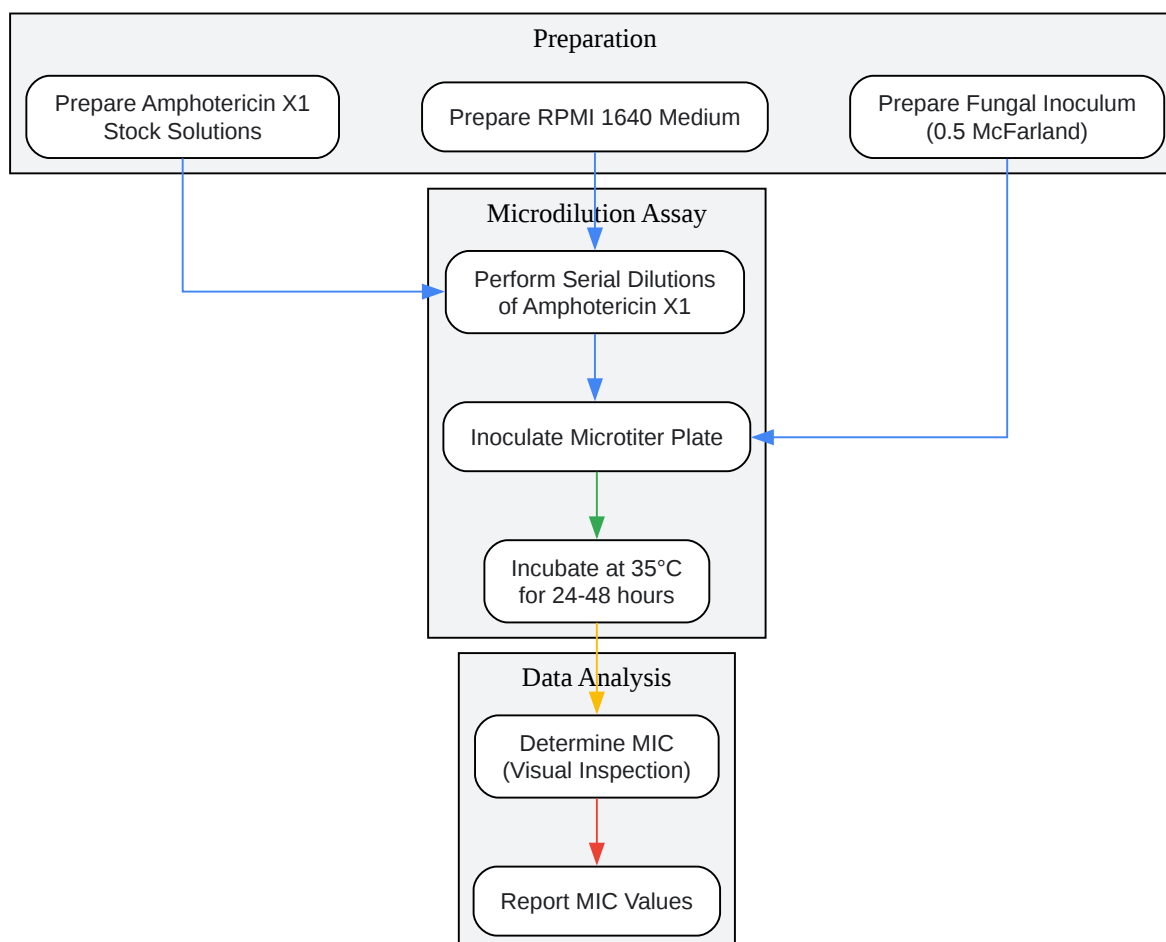 Preparation
Prepare Amphotericin X1
Stock Solutions
Prepare RPMI 1640 Medium
Prepare Fungal Inoculum
(0.5 McFarland)
Microdilution Assay
Perform Serial Dilutions
of Amphotericin X1
Inoculate Microtiter Plate
Incubate at 35°C
for 24-48 hours
Data Analysis
Determine MIC
(Visual Inspection)
Report MIC Values